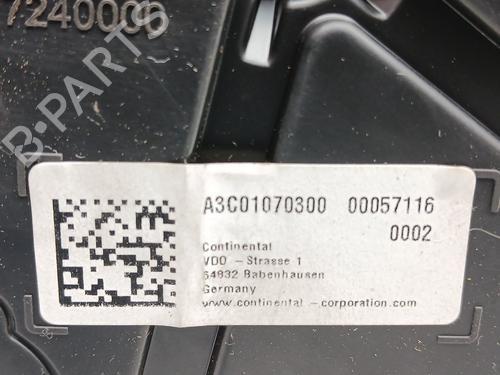 7240000
B-PARTS
A3C01070300 00057116
0002
Continental
VDO - Strasse 1
64832 Babenhausen
Germany
www.continental - corporation.com